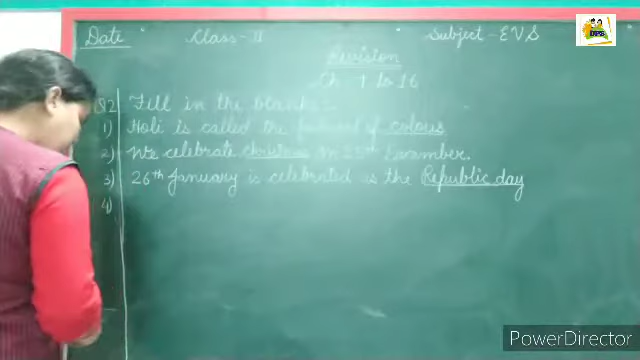 Date Class-II Subject-EVS
Revision
Ch-1 to 16
Q2 Fill in the blanks.
1) Holi is called the festival of colour
2) We celebrate christmas on 25th December.
3) 26th January is celebrated as the Republic day
4)
PowerDirector